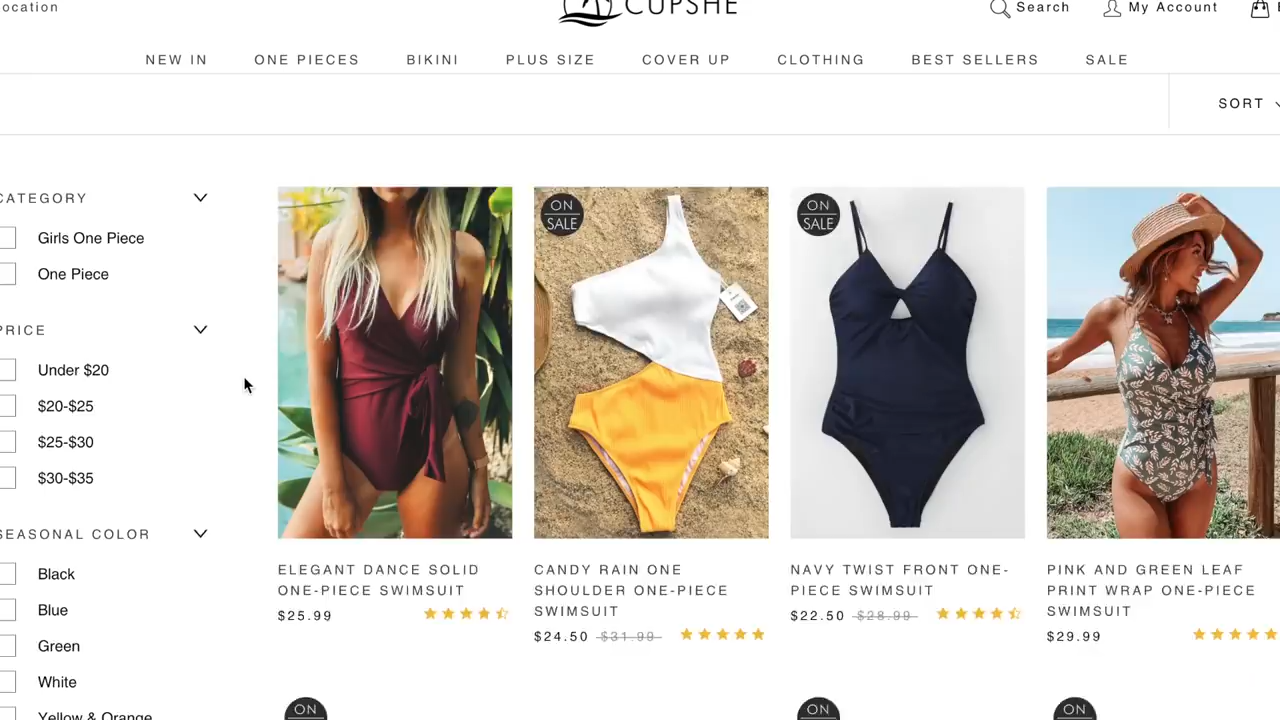 ocation
CUPSHE
Search
My Account
NEW IN
ONE PIECES
BIKINI
PLUS SIZE
COVER UP
CLOTHING
BEST SELLERS
SALE
SORT
CATEGORY
Girls One Piece
One Piece
PRICE
Under $20
$20-$25
$25-$30
$30-$35
SEASONAL COLOR
Black
Blue
Green
White
Yellow & Orange
ELEGANT DANCE SOLID
ONE-PIECE SWIMSUIT
$25.99
ON
SALE
CANDY RAIN ONE
SHOULDER ONE-PIECE
SWIMSUIT
$24.50 $31.99
ON
SALE
NAVY TWIST FRONT ONE-
PIECE SWIMSUIT
$22.50 $28.99
PINK AND GREEN LEAF
PRINT WRAP ONE-PIECE
SWIMSUIT
$29.99
ON
ON
ON